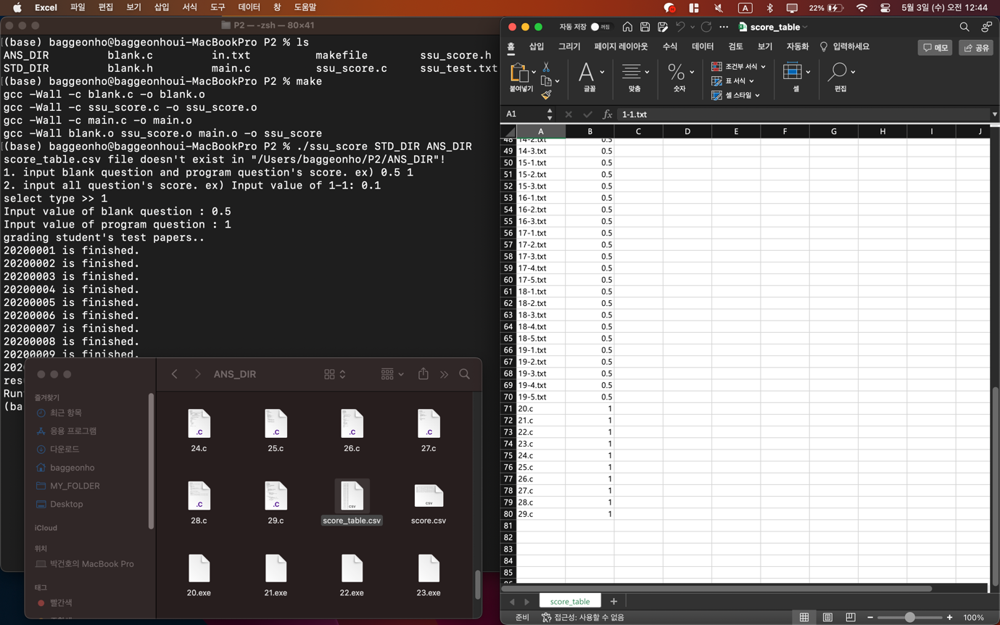 Excel 파일 편집 보기 삽입 서식 도구 데이터 창 도움말
A 22% 5월 3일 (수) 오전 12:44
P2 — -zsh — 80×41
(base) baggeonho@baggeonhoui-MacBookPro P2 % ls
ANS_DIR blank.c in.txt makefile ssu_score.h
STD_DIR blank.h main.c ssu_score.c ssu_test.txt
(base) baggeonho@baggeonhoui-MacBookPro P2 % make
gcc -Wall -c blank.c -o blank.o
gcc -Wall -c ssu_score.c -o ssu_score.o
gcc -Wall -c main.c -o main.o
gcc -Wall blank.o ssu_score.o main.o -o ssu_score
(base) baggeonho@baggeonhoui-MacBookPro P2 % ./ssu_score STD_DIR ANS_DIR
score_table.csv file doesn't exist in "/Users/baggeonho/P2/ANS_DIR"!
1. input blank question and program question's score. ex) 0.5 1
2. input all question's score. ex) Input value of 1-1: 0.1
select type >> 1
Input value of blank question : 0.5
Input value of program question : 1
grading student's test papers..
20200001 is finished.
20200002 is finished.
20200003 is finished.
20200004 is finished.
20200005 is finished.
20200006 is finished.
20200007 is finished.
20200008 is finished.
20200009 is finished.
202
res
Run
(ba
ANS_DIR
즐겨찾기
최근 항목
응용 프로그램
다운로드
baggeonho
MY_FOLDER
Desktop
iCloud
위치
박건호의 MacBook Pro
태그
빨간색
.C .C .C .C
24.c 25.c 26.c 27.c
.C .C CSV CSV
28.c 29.c score_table.csv score.csv
20.exe 21.exe 22.exe 23.exe
자동 저장 꺼짐 score_table
홈 삽입 그리기 페이지 레이아웃 수식 데이터 검토 보기 자동화 입력하세요 메모 공유
붙여넣기 글꼴 맞춤 숫자 조건부 서식 표 서식 셀 스타일 셀 편집
A1 fx 1-1.txt
A B C D E F G H I J
48 14-2.txt 0.5
49 14-3.txt 0.5
50 15-1.txt 0.5
51 15-2.txt 0.5
52 15-3.txt 0.5
53 16-1.txt 0.5
54 16-2.txt 0.5
55 16-3.txt 0.5
56 17-1.txt 0.5
57 17-2.txt 0.5
58 17-3.txt 0.5
59 17-4.txt 0.5
60 17-5.txt 0.5
61 18-1.txt 0.5
62 18-2.txt 0.5
63 18-3.txt 0.5
64 18-4.txt 0.5
65 18-5.txt 0.5
66 19-1.txt 0.5
67 19-2.txt 0.5
68 19-3.txt 0.5
69 19-4.txt 0.5
70 19-5.txt 0.5
71 20.c 1
72 21.c 1
73 22.c 1
74 23.c 1
75 24.c 1
76 25.c 1
77 26.c 1
78 27.c 1
79 28.c 1
80 29.c 1
81
82
83
84
85
score_table
준비 접근성: 사용할 수 없음 100%